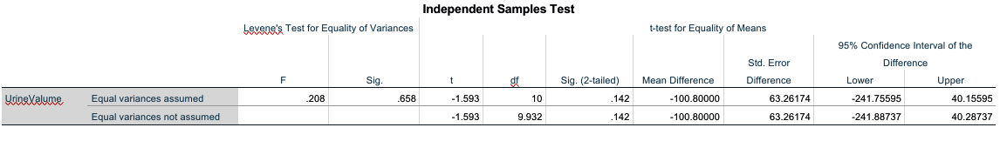 Independent Samples Test
Levene's Test for Equality of Variances t-test for Equality of Means
95% Confidence Interval of the
Std. Error Difference
F Sig. t df Sig. (2-tailed) Mean Difference Difference Lower Upper
UrineValume Equal variances assumed .208 .658 -1.593 10 .142 -100.80000 63.26174 -241.75595 40.15595
Equal variances not assumed -1.593 9.932 .142 -100.80000 63.26174 -241.88737 40.28737